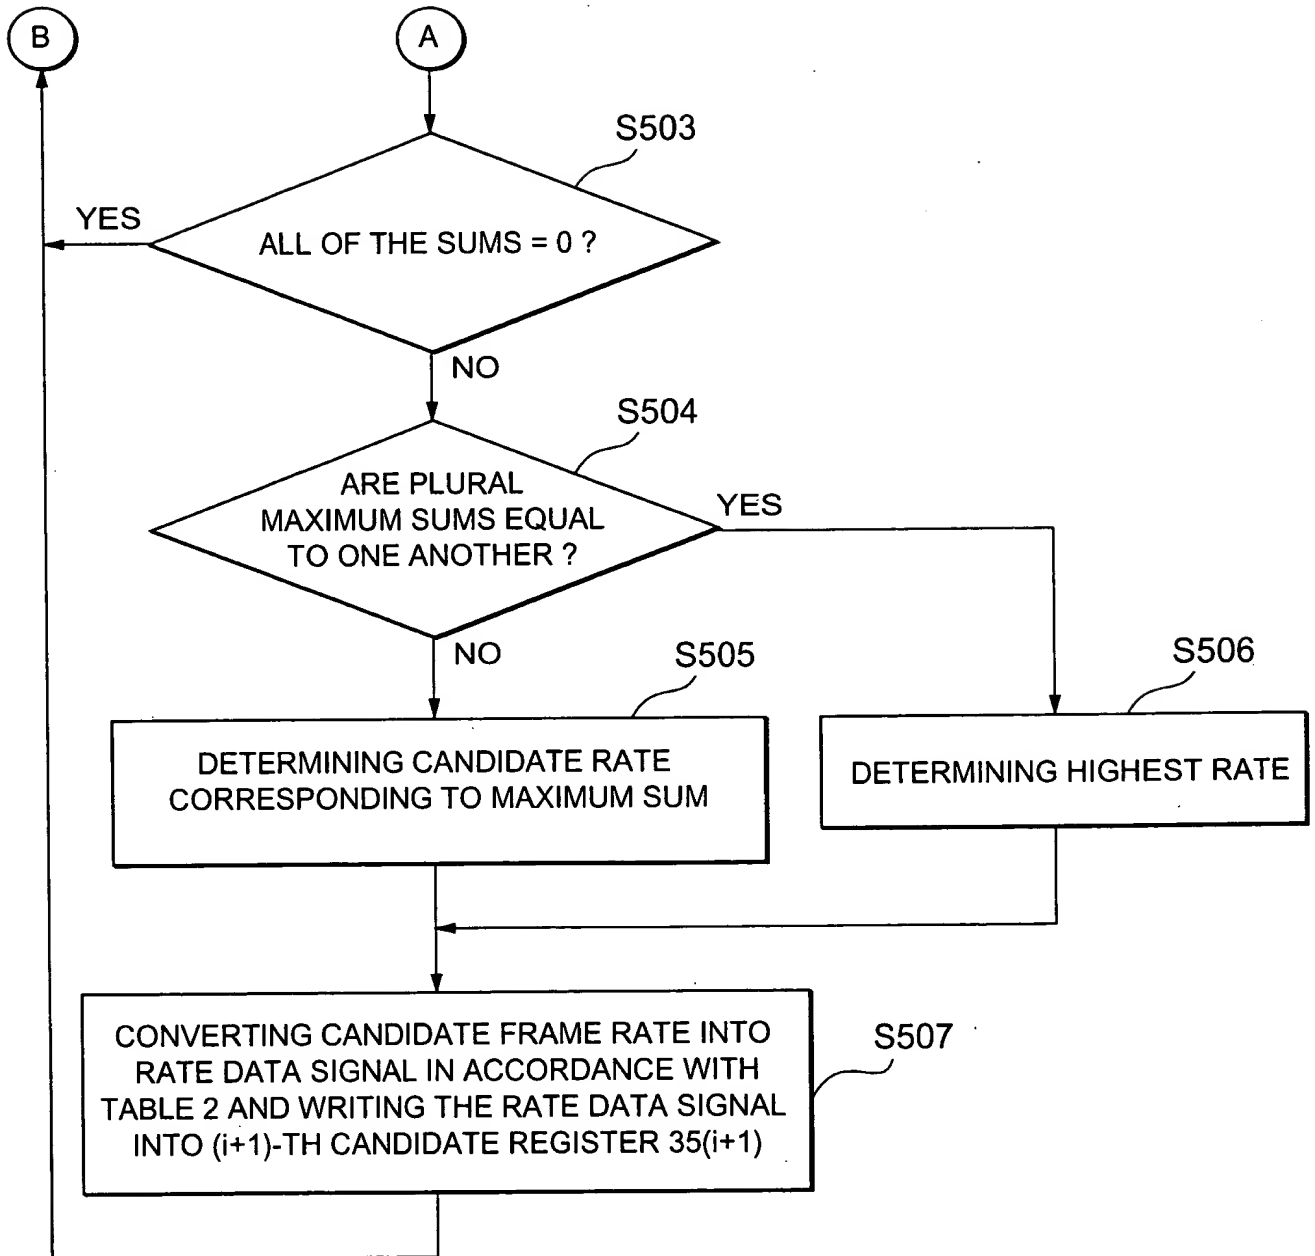 B
A
S503
YES
ALL OF THE SUMS = 0 ?
NO
S504
ARE PLURAL
MAXIMUM SUMS EQUAL
TO ONE ANOTHER ?
YES
NO
S505
S506
DETERMINING CANDIDATE RATE
CORRESPONDING TO MAXIMUM SUM
DETERMINING HIGHEST RATE
CONVERTING CANDIDATE FRAME RATE INTO
RATE DATA SIGNAL IN ACCORDANCE WITH
TABLE 2 AND WRITING THE RATE DATA SIGNAL
INTO (i+1)-TH CANDIDATE REGISTER 35(i+1)
S507